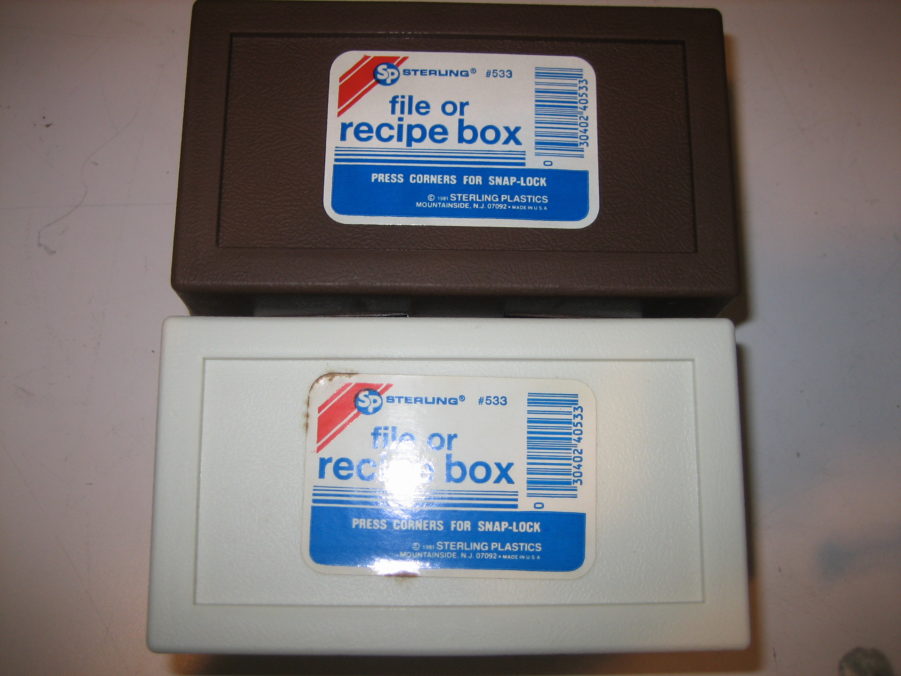 SP STERLING® #533
file or
recipe box
PRESS CORNERS FOR SNAP-LOCK
© 1981 STERLING PLASTICS
MOUNTAINSIDE, N.J. 07092 • MADE IN U.S.A
0 30402 40533
SP STERLING® #533
file or
recipe box
PRESS CORNERS FOR SNAP-LOCK
© 1981 STERLING PLASTICS
MOUNTAINSIDE, N.J. 07092 • MADE IN U.S.A
0 30402 40533